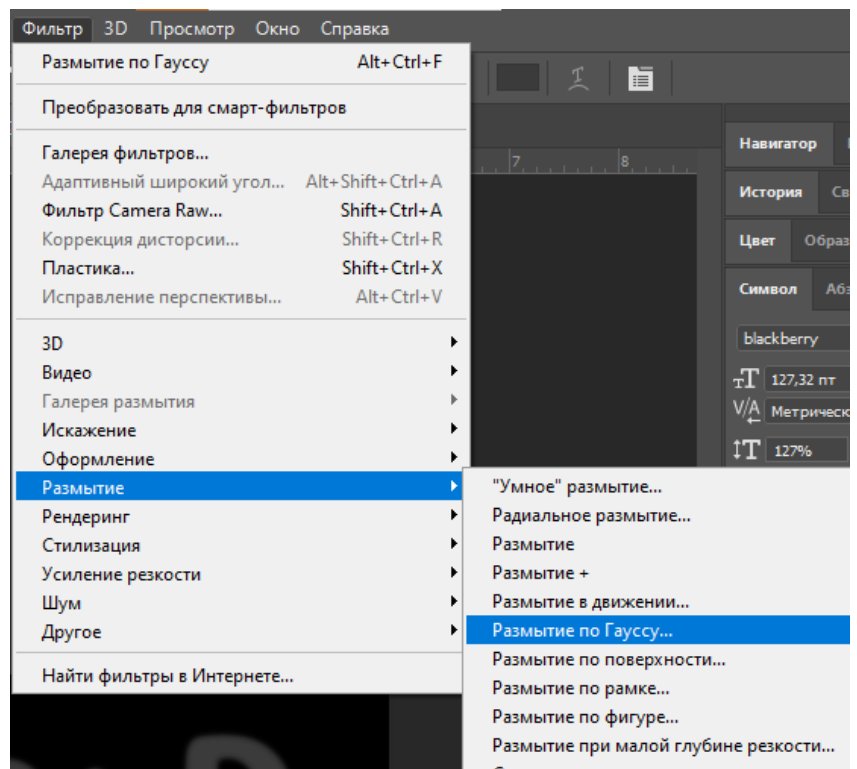 Фильтр 3D Просмотр Окно Справка
Размытие по Гауссу Alt+Ctrl+F
Преобразовать для смарт-фильтров
Галерея фильтров...
Адаптивный широкий угол... Alt+Shift+Ctrl+A
Фильтр Camera Raw... Shift+Ctrl+A
Коррекция дисторсии... Shift+Ctrl+R
Пластика... Shift+Ctrl+X
Исправление перспективы... Alt+Ctrl+V
3D
Видео
Галерея размытия
Искажение
Оформление
Размытие
Рендеринг
Стилизация
Усиление резкости
Шум
Другое
Найти фильтры в Интернете...
"Умное" размытие...
Радиальное размытие...
Размытие
Размытие +
Размытие в движении...
Размытие по Гауссу...
Размытие по поверхности...
Размытие по рамке...
Размытие по фигуре...
Размытие при малой глубине резкости...
7 8
Навигатор
История Св
Цвет Образ
Символ Абз
blackberry
127,32 пт
V/A Метрическ
127%